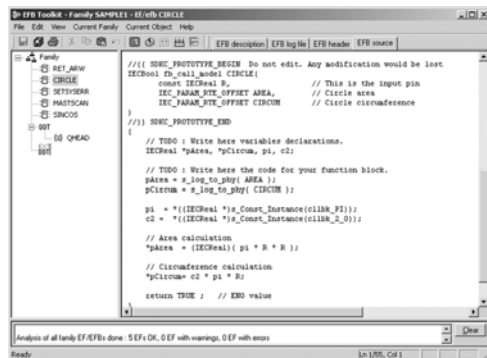 EFB Toolkit - Family SAMPLE1 - Ef/efb CIRCLE
File Edit View Current Family Current Object Help
EFB description EFB log file EFB header EFB source
Family
RET_ARW
CIRCLE
SETSYSERR
MASTSCAN
SINCOS
DDT
QHEAD
//{{ SDKC_PROTOTYPE_BEGIN Do not edit. Any modification would be lost
IECBool fb_call_model CIRCLE(
const IECReal R, // This is the input pin
IEC_PARAM_RTE_OFFSET AREA, // Circle area
IEC_PARAM_RTE_OFFSET CIRCUM // Circle circumference
)
//}} SDKC_PROTOTYPE_END
{
// TODO : Write here variables declarations.
IECReal *pArea, *pCircum, pi, c2;
// TODO : Write here the code for your function block.
pArea = s_log_to_phy( AREA );
pCircum = s_log_to_phy( CIRCUM );
pi = *((IECReal *)s_Const_Instance(clibk_PI));
c2 = *((IECReal *)s_Const_Instance(clibk_2_0));
// Area calculation
*pArea = (IECReal)( pi * R * R );
// Circumference calculation
*pCircum= c2 * pi * R;
return TRUE ; // ENO value
}
Analysis of all family EF/EFBs done : 5 EFs OK, 0 EF with warnings, 0 EF with errors
Clear
Ready
Ln 1/55, Col 1